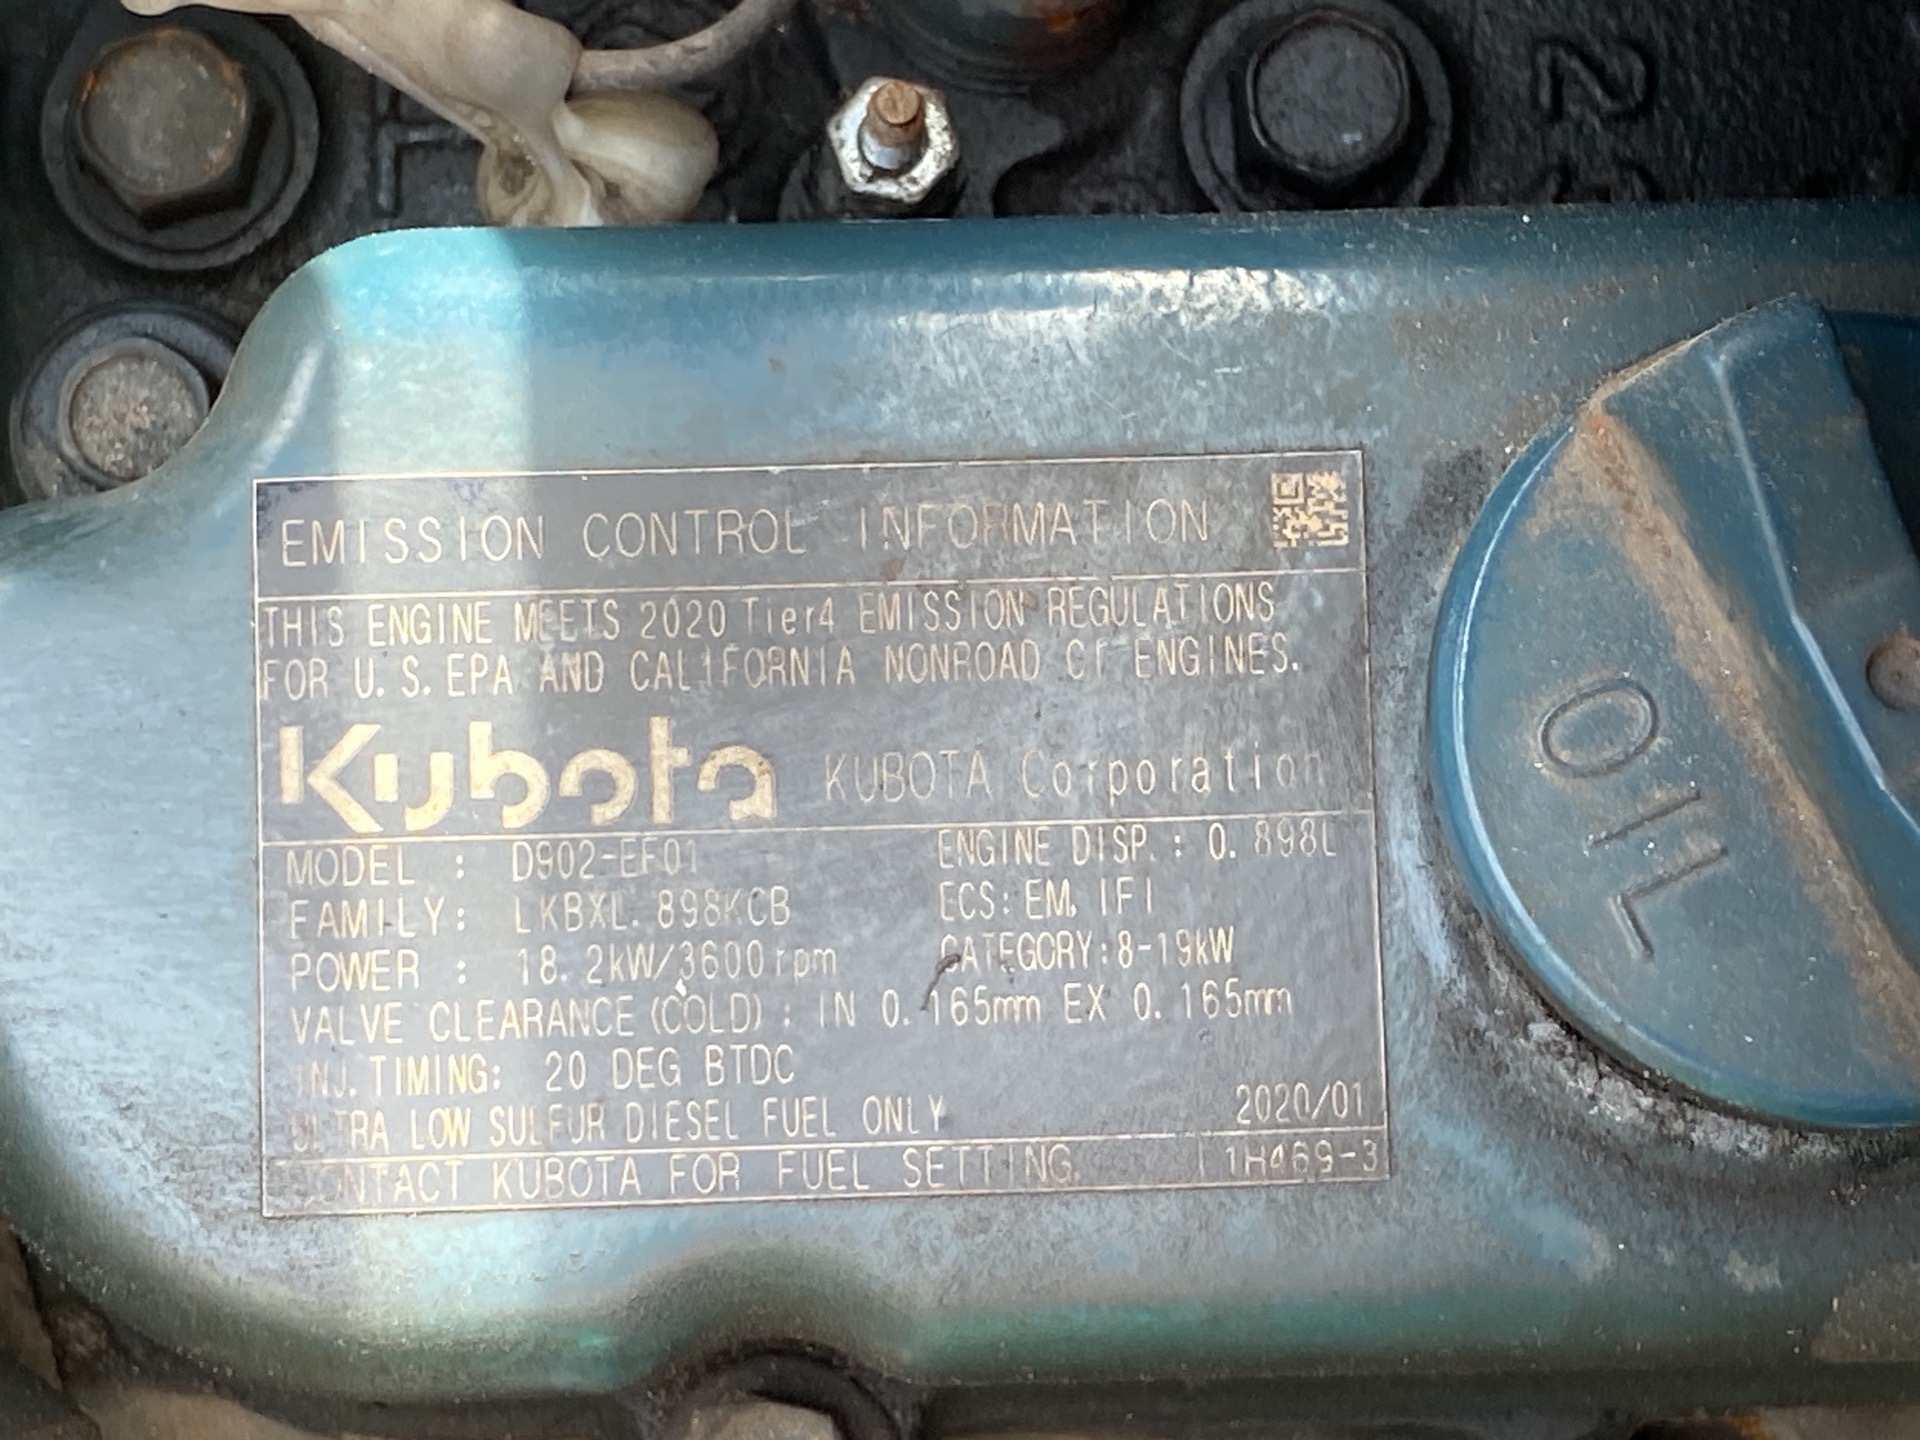 EMISSION CONTROL INFORMATION
THIS ENGINE MEETS 2020 Tier4 EMISSION REGULATIONS
FOR U.S.EPA AND CALIFORNIA NONROAD CI ENGINES.
Kubota KUBOTA Corporation
MODEL : D902-EF01 ENGINE DISP.: 0.898L
FAMILY: LKBXL.898KCB ECS: EM, IFI
POWER : 18.2kW/3600rpm CATEGORY:8-19kW
VALVE CLEARANCE(COLD): IN 0.165mm EX 0.165mm
INJ.TIMING: 20 DEG BTDC
ULTRA LOW SULFUR DIESEL FUEL ONLY 2020/01
CONTACT KUBOTA FOR FUEL SETTING. 1H469-3
OIL